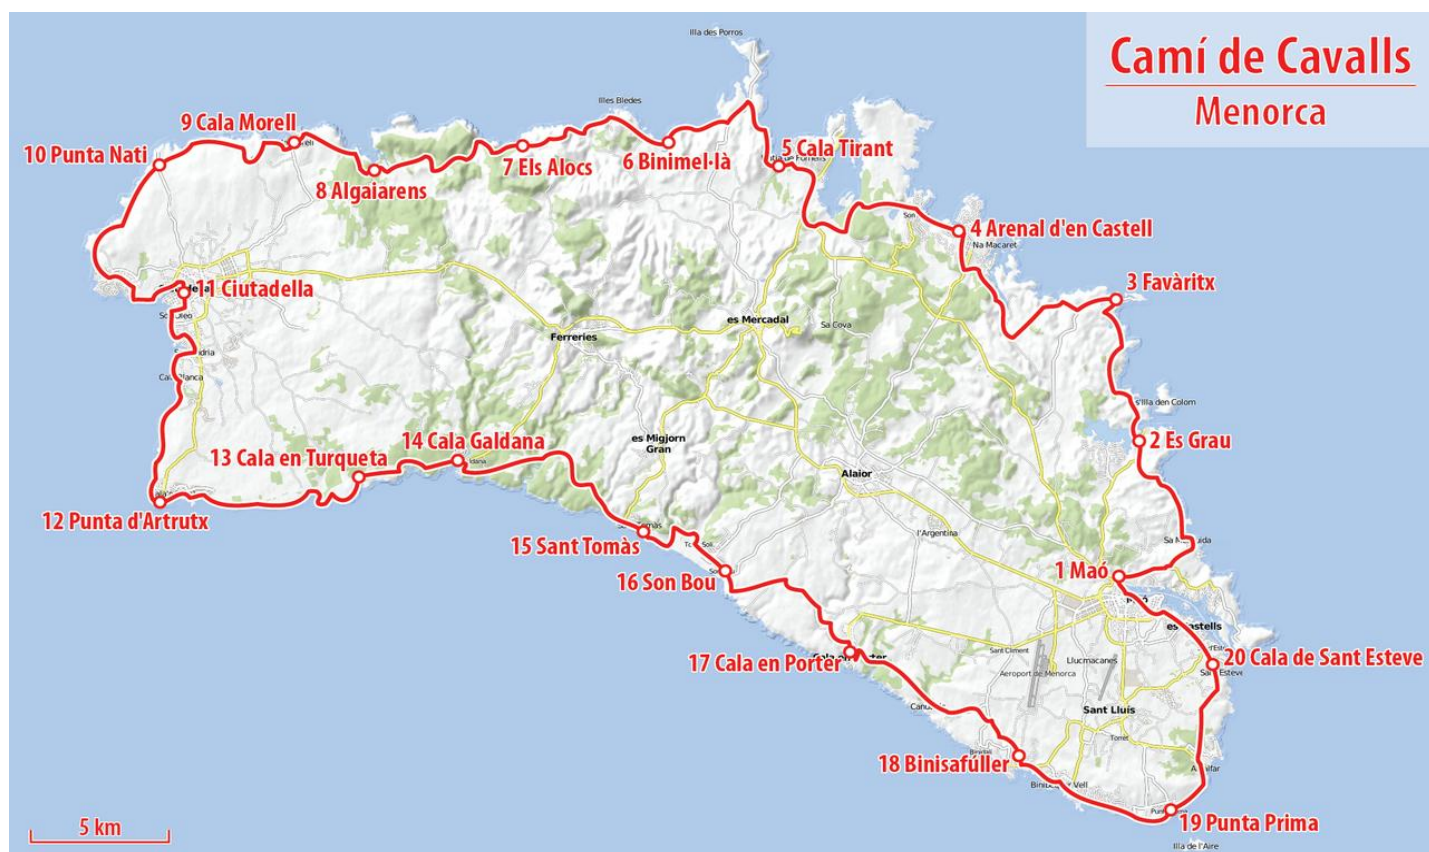 Illa des Porros
Camí de Cavalls
Menorca
Illes Bledes
9 Cala Morell
10 Punta Nati
5 Cala Tirant
6 Binimel·là
7 Els Alocs
8 Algaiarens
4 Arenal d'en Castell
Na Macaret
3 Favàritx
11 Ciutadella
es Mercadal
Sa Cova
Ferreries
s'Illa den Colom
14 Cala Galdana
es Migjorn
Gran
2 Es Grau
13 Cala en Turqueta
Alaior
12 Punta d'Artrutx
l'Argentina
15 Sant Tomàs
16 Son Bou
1 Maó
Sant Climent
Llucmacanes
17 Cala en Porter
20 Cala de Sant Esteve
Aeroport de Menorca
Sant Lluís
Torret
18 Binisafúller
19 Punta Prima
5 km
Illa de l'Aire